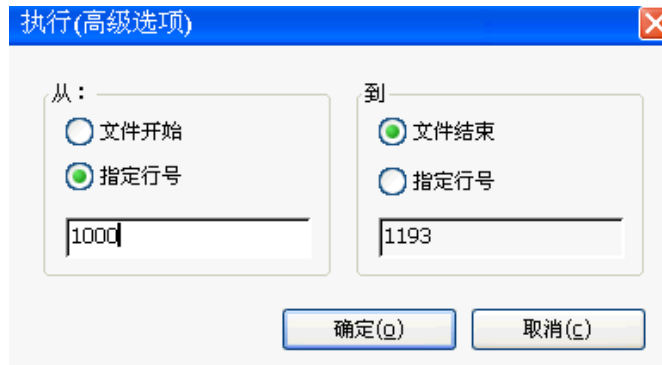 执行(高级选项)
从：
文件开始
指定行号
1000
到
文件结束
指定行号
1193
确定(o)
取消(c)